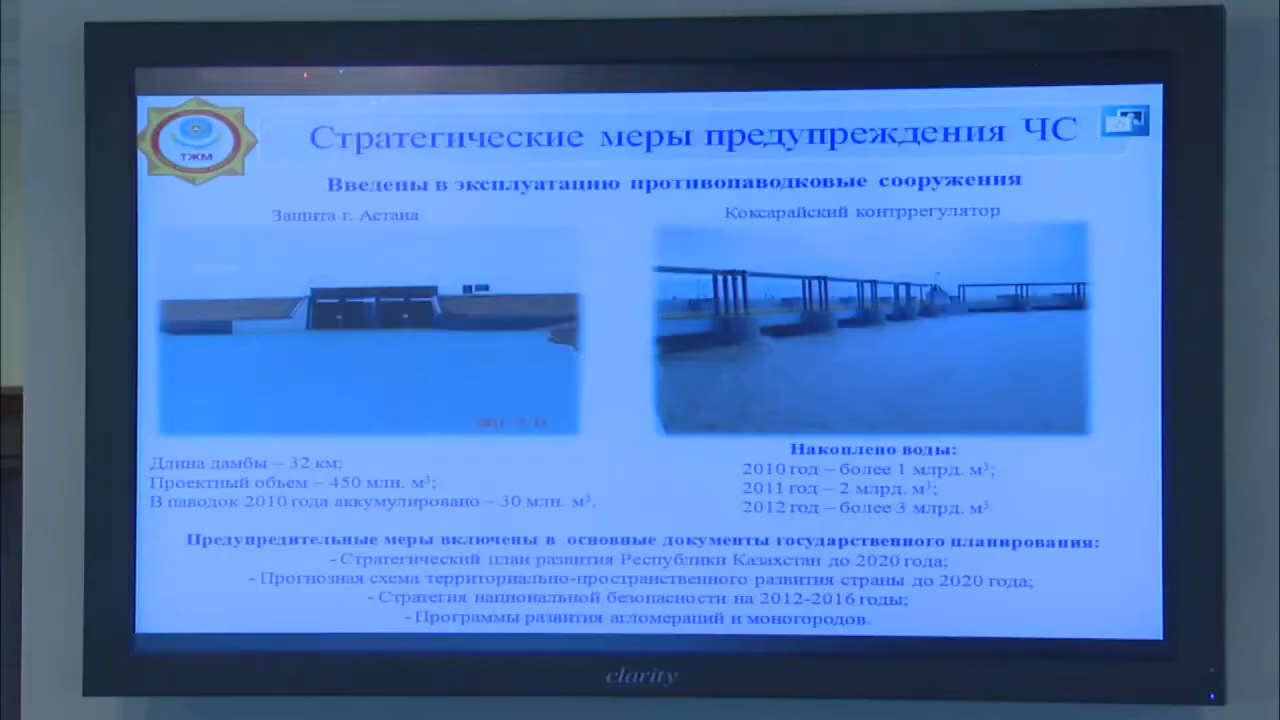 ТЖМ
Стратегические меры предупреждения ЧС
Введены в эксплуатацию противопаводковые сооружения
Защита г. Астана
Коксарайский контррегулятор
Длина дамбы – 32 км;
Проектный объем – 450 млн. м³;
В паводок 2010 года аккумулировано – 30 млн. м³.
Накоплено воды:
2010 год – более 1 млрд. м³;
2011 год – 2 млрд. м³;
2012 год – более 3 млрд. м³
Предупредительные меры включены в основные документы государственного планирования:
- Стратегический план развития Республики Казахстан до 2020 года;
- Прогнозная схема территориально-пространственного развития страны до 2020 года;
- Стратегия национальной безопасности на 2012-2016 годы;
- Программы развития агломераций и моногородов.
clarity